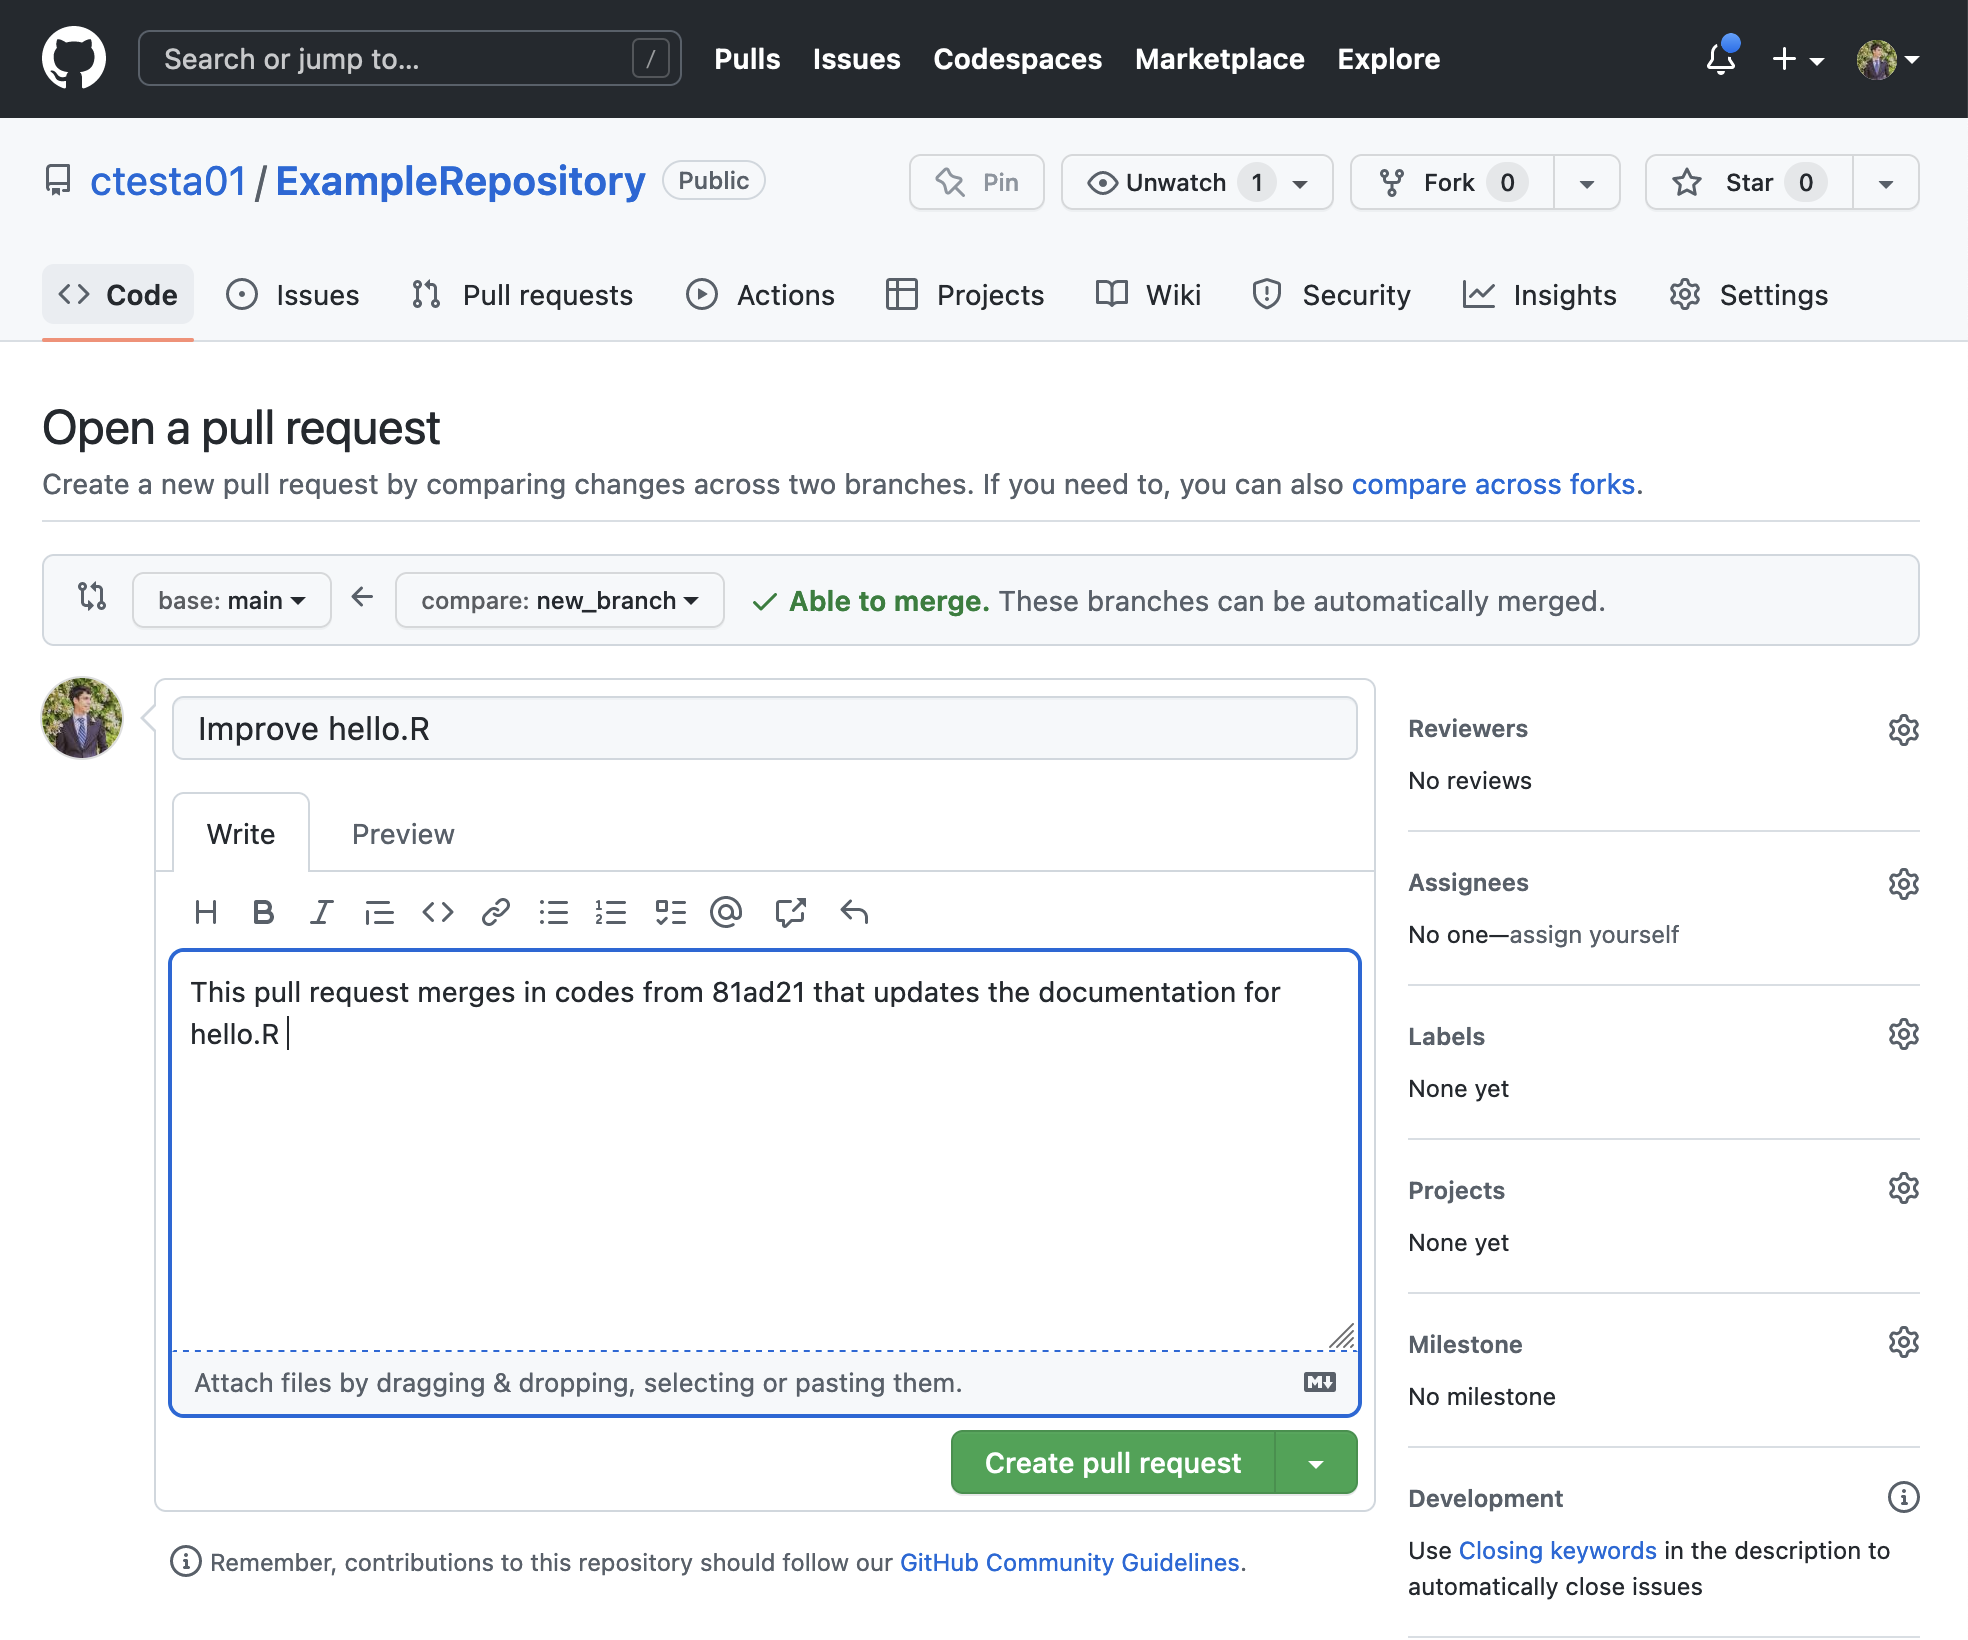 Search or jump to... /
Pulls Issues Codespaces Marketplace Explore
ctesta01 / ExampleRepository Public
Pin Unwatch 1 Fork 0 Star 0
Code Issues Pull requests Actions Projects Wiki Security Insights Settings
Open a pull request
Create a new pull request by comparing changes across two branches. If you need to, you can also compare across forks.
base: main compare: new_branch Able to merge. These branches can be automatically merged.
Improve hello.R
Write Preview
This pull request merges in codes from 81ad21 that updates the documentation for
hello.R
Attach files by dragging & dropping, selecting or pasting them.
Create pull request
Remember, contributions to this repository should follow our GitHub Community Guidelines.
Reviewers
No reviews
Assignees
No one—assign yourself
Labels
None yet
Projects
None yet
Milestone
No milestone
Development
Use Closing keywords in the description to
automatically close issues